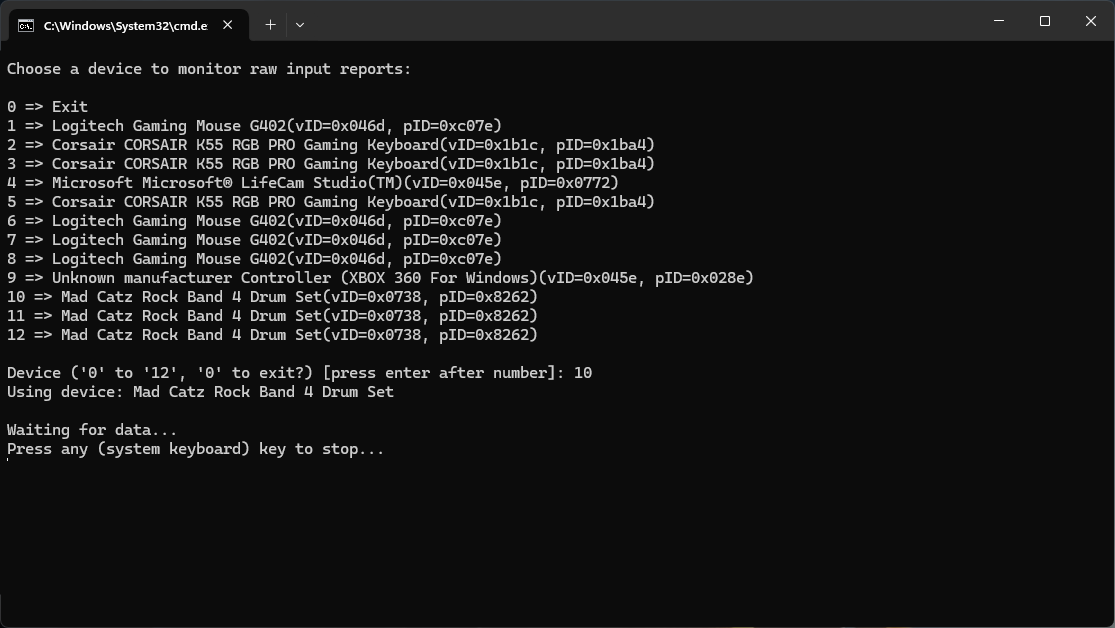 C:\Windows\System32\cmd.e
Choose a device to monitor raw input reports:
0 => Exit
1 => Logitech Gaming Mouse G402(vID=0x046d, pID=0xc07e)
2 => Corsair CORSAIR K55 RGB PRO Gaming Keyboard(vID=0x1b1c, pID=0x1ba4)
3 => Corsair CORSAIR K55 RGB PRO Gaming Keyboard(vID=0x1b1c, pID=0x1ba4)
4 => Microsoft Microsoft® LifeCam Studio(TM)(vID=0x045e, pID=0x0772)
5 => Corsair CORSAIR K55 RGB PRO Gaming Keyboard(vID=0x1b1c, pID=0x1ba4)
6 => Logitech Gaming Mouse G402(vID=0x046d, pID=0xc07e)
7 => Logitech Gaming Mouse G402(vID=0x046d, pID=0xc07e)
8 => Logitech Gaming Mouse G402(vID=0x046d, pID=0xc07e)
9 => Unknown manufacturer Controller (XBOX 360 For Windows)(vID=0x045e, pID=0x028e)
10 => Mad Catz Rock Band 4 Drum Set(vID=0x0738, pID=0x8262)
11 => Mad Catz Rock Band 4 Drum Set(vID=0x0738, pID=0x8262)
12 => Mad Catz Rock Band 4 Drum Set(vID=0x0738, pID=0x8262)
Device ('0' to '12', '0' to exit?) [press enter after number]: 10
Using device: Mad Catz Rock Band 4 Drum Set
Waiting for data...
Press any (system keyboard) key to stop...